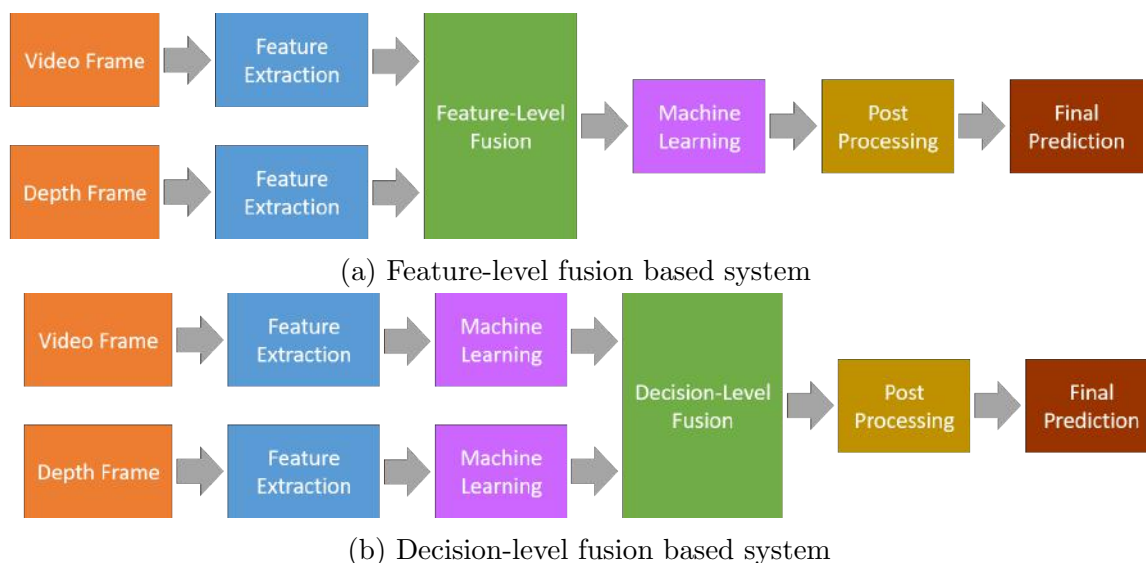 Video Frame
Feature
Extraction
Depth Frame
Feature
Extraction
Feature-Level
Fusion
Machine
Learning
Post
Processing
Final
Prediction
(a) Feature-level fusion based system
Video Frame
Feature
Extraction
Machine
Learning
Depth Frame
Feature
Extraction
Machine
Learning
Decision-Level
Fusion
Post
Processing
Final
Prediction
(b) Decision-level fusion based system